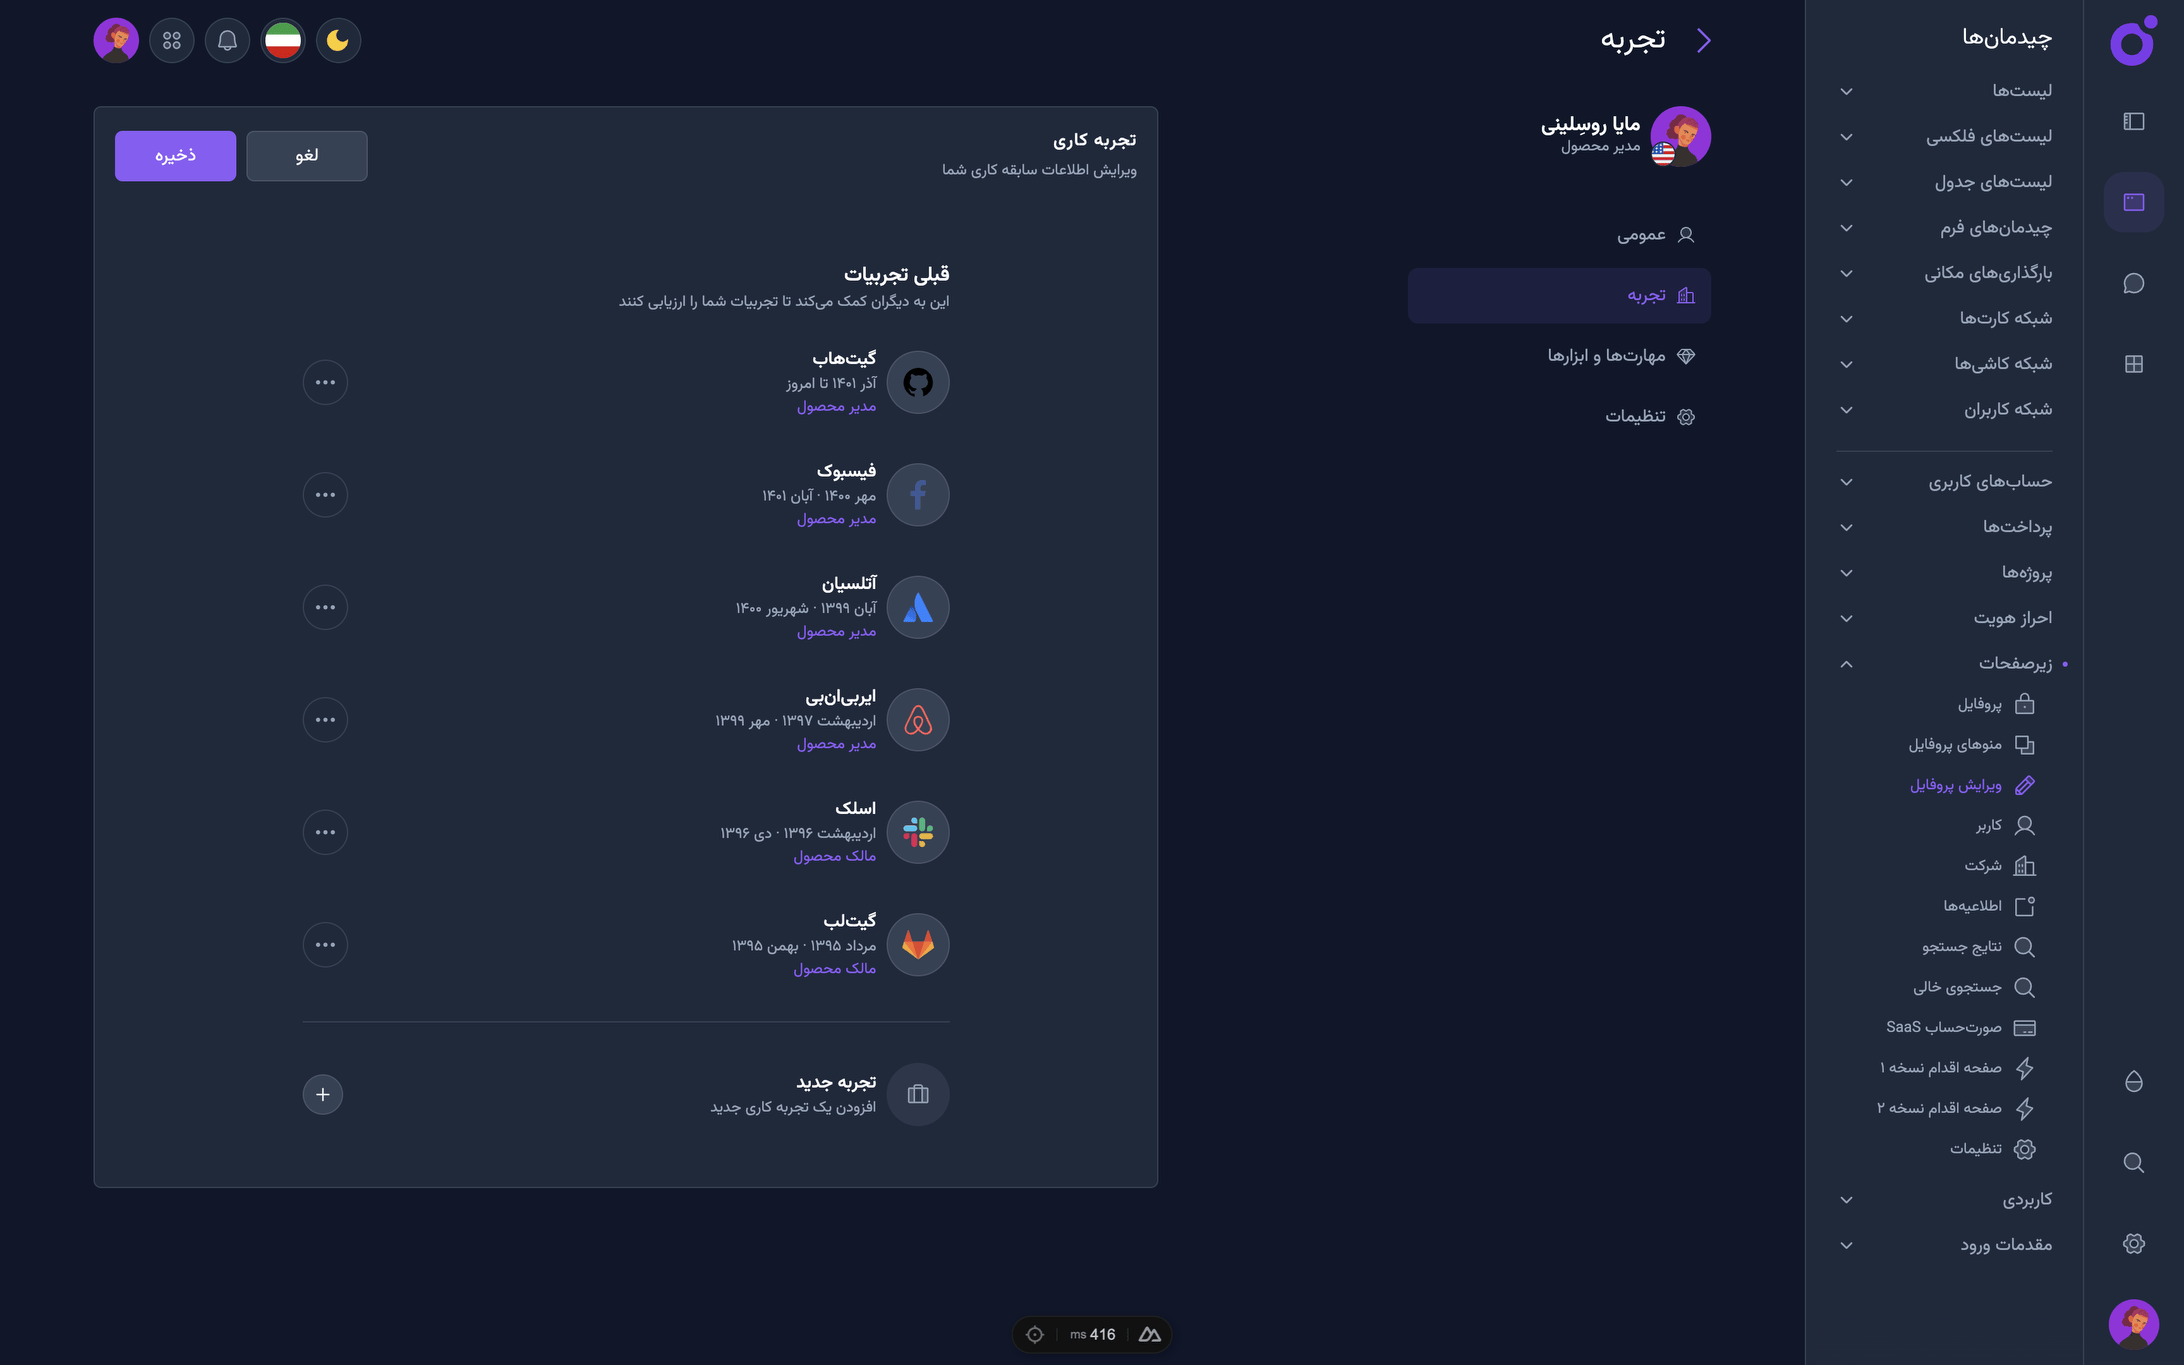 چیدمان‌ها
لیست‌ها
لیست‌های فلکسی
لیست‌های جدول
چیدمان‌های فرم
بارگذاری‌های مکانی
شبکه کارت‌ها
شبکه کاشی‌ها
شبکه کاربران
حساب‌های کاربری
پرداخت‌ها
پروژه‌ها
احراز هویت
زیرصفحات
پروفایل
منوهای پروفایل
ویرایش پروفایل
کاربر
شرکت
اطلاعیه‌ها
نتایج جستجو
جستجوی خالی
صورت‌حساب SaaS
صفحه اقدام نسخه ۱
صفحه اقدام نسخه ۲
تنظیمات
کاربردی
مقدمات ورود
تجربه
مایا روسِلینی
مدیر محصول
عمومی
تجربه
مهارت‌ها و ابزارها
تنظیمات
تجربه کاری
ویرایش اطلاعات سابقه کاری شما
لغو
ذخیره
قبلی تجربیات
این به دیگران کمک می‌کند تا تجربیات شما را ارزیابی کنند
گیت‌هاب
آذر ۱۴۰۱ تا امروز
مدیر محصول
فیسبوک
مهر ۱۴۰۰ · آبان ۱۴۰۱
مدیر محصول
آتلسیان
آبان ۱۳۹۹ · شهریور ۱۴۰۰
مدیر محصول
ایربی‌ان‌بی
اردیبهشت ۱۳۹۷ · مهر ۱۳۹۹
مدیر محصول
اسلک
اردیبهشت ۱۳۹۶ · دی ۱۳۹۶
مالک محصول
گیت‌لب
مرداد ۱۳۹۵ · بهمن ۱۳۹۵
مالک محصول
تجربه جدید
افزودن یک تجربه کاری جدید
416 ms